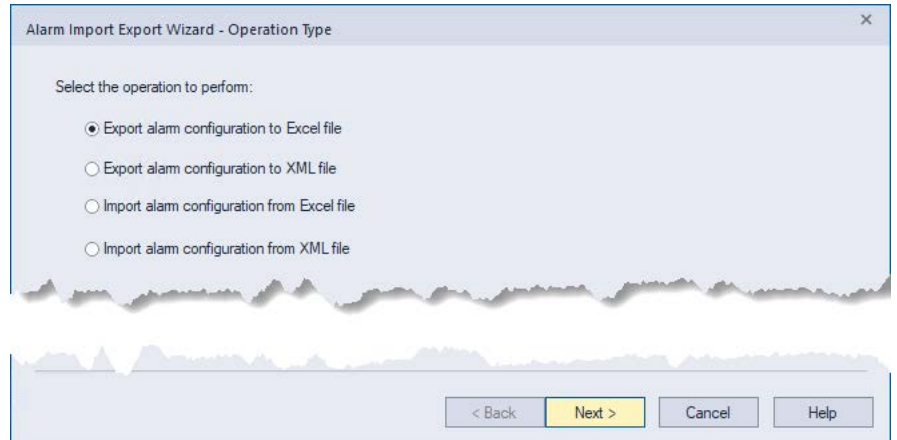 Alarm Import Export Wizard - Operation Type
Select the operation to perform:
Export alarm configuration to Excel file
Export alarm configuration to XML file
Import alarm configuration from Excel file
Import alarm configuration from XML file
< Back Next > Cancel Help